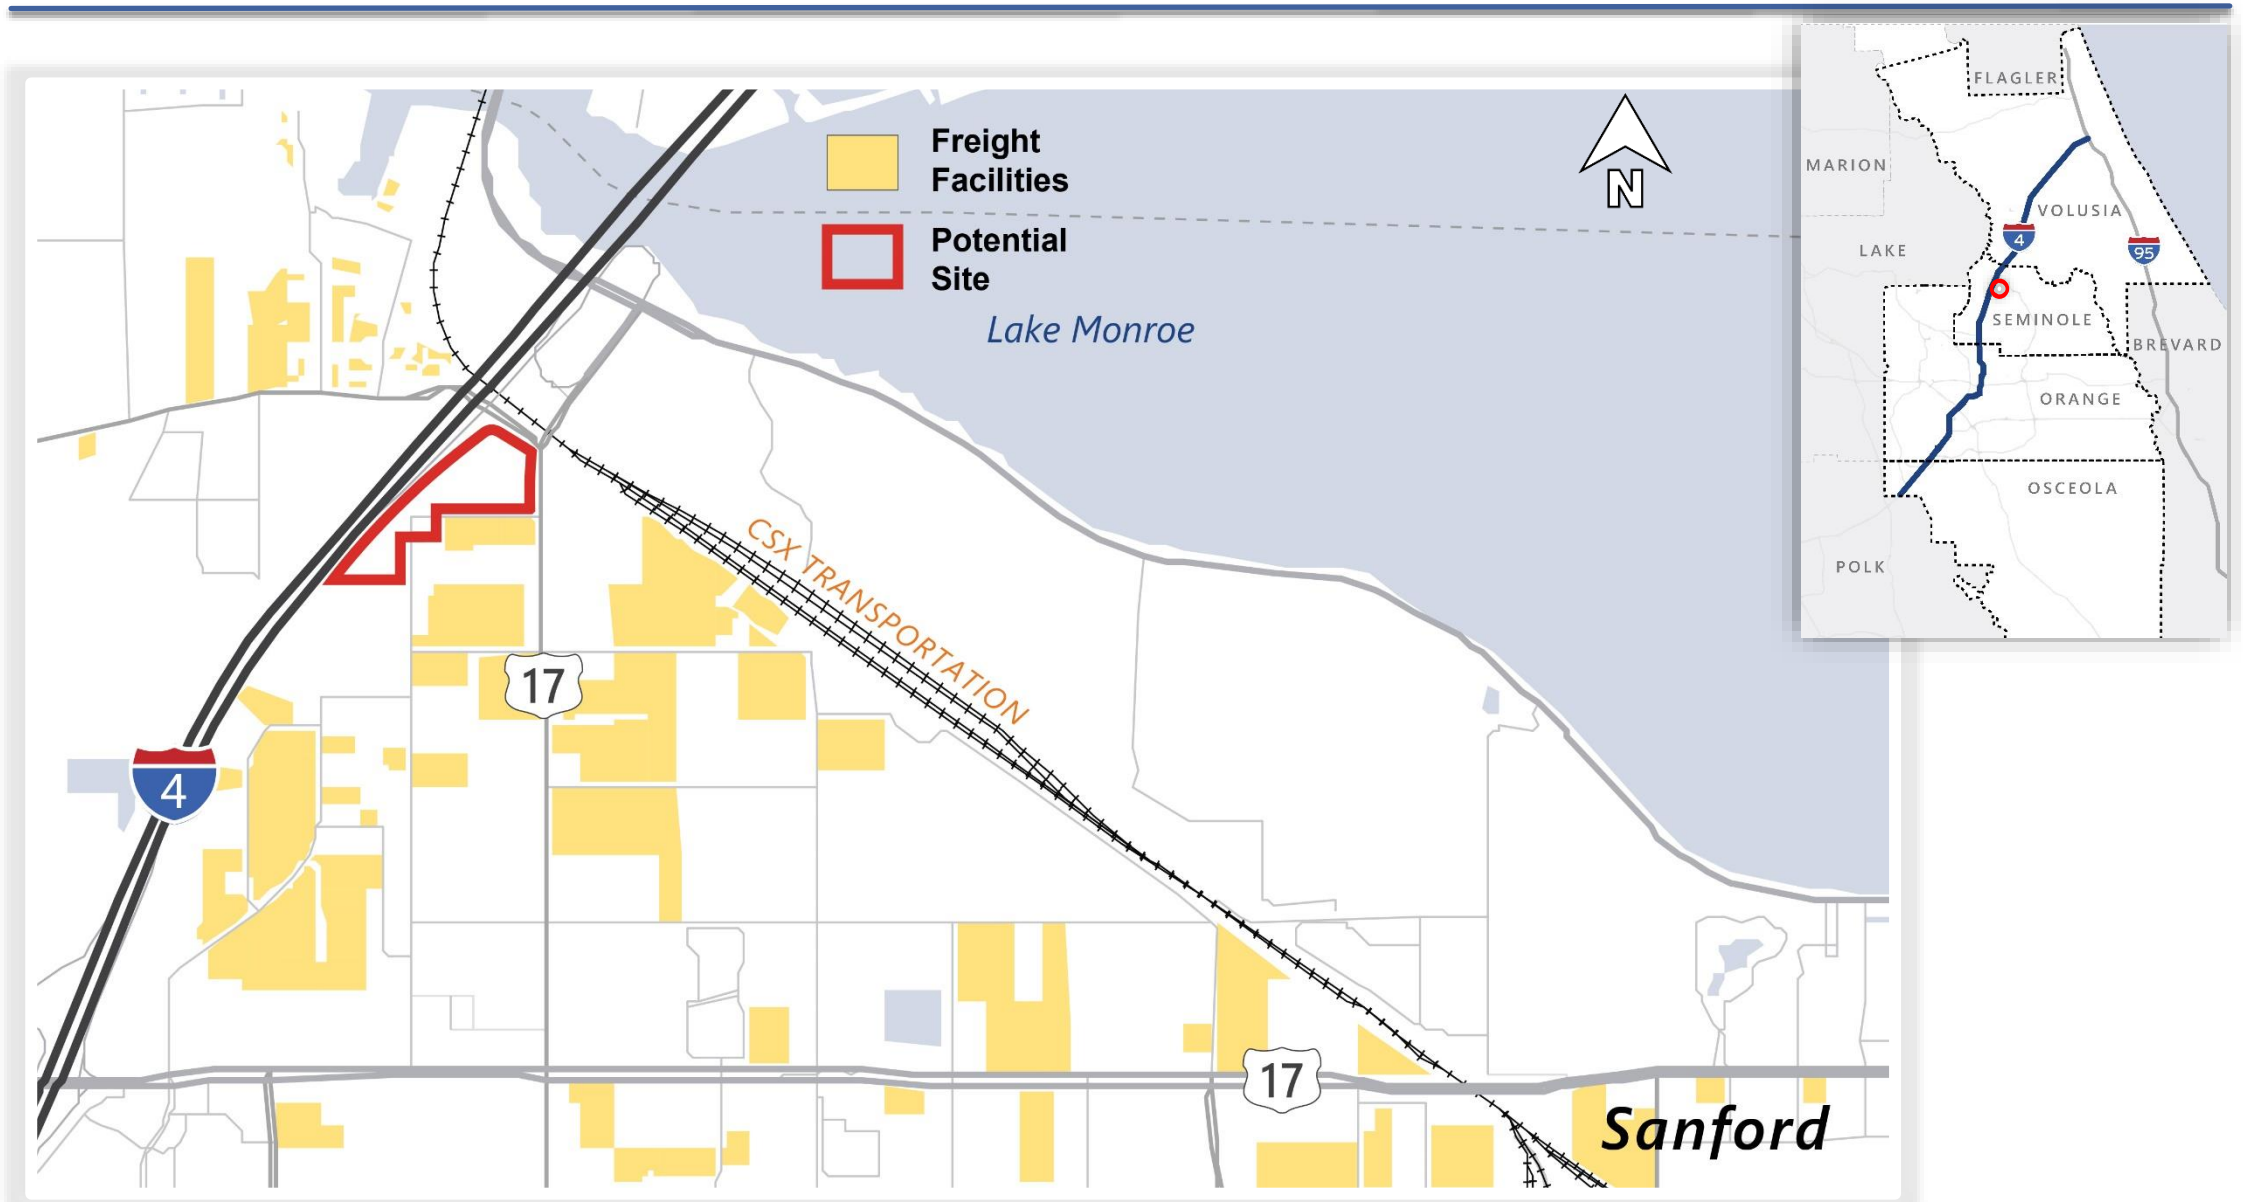 Freight
Facilities
Potential
Site
N
Lake Monroe
CSX TRANSPORTATION
17
4
17
Sanford
FLAGLER
MARION
VOLUSIA
LAKE
4
95
SEMINOLE
BREVARD
ORANGE
OSCEOLA
POLK